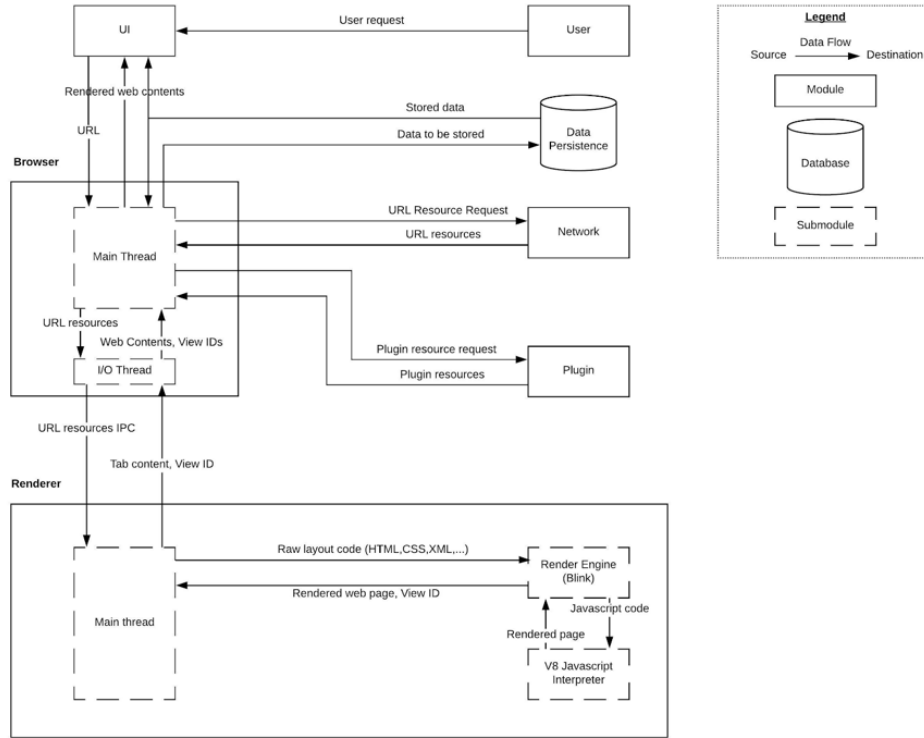 User request
UI
User
Legend
Data Flow
Source
Destination
Module
Rendered web contents
Stored data
URL
Data to be stored
Data
Persistence
Database
Browser
URL Resource Request
URL resources
Network
Submodule
Main Thread
URL resources
Web Contents, View IDs
Plugin resource request
Plugin resources
Plugin
I/O Thread
URL resources IPC
Tab content, View ID
Renderer
Raw layout code (HTML,CSS,XML,...)
Render Engine
(Blink)
Rendered web page, View ID
Javascript code
Main thread
Rendered page
V8 Javascript
Interpreter